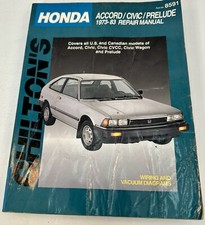 Part No. 8591
HONDA
ACCORD/CIVIC/PRELUDE
1973-83 REPAIR MANUAL
Covers all U.S. and Canadian models of
Accord, Civic, Civic CVCC, Civic Wagon
and Prelude
CHILTON'S
WIRING AND
VACUUM DIAGRAMS